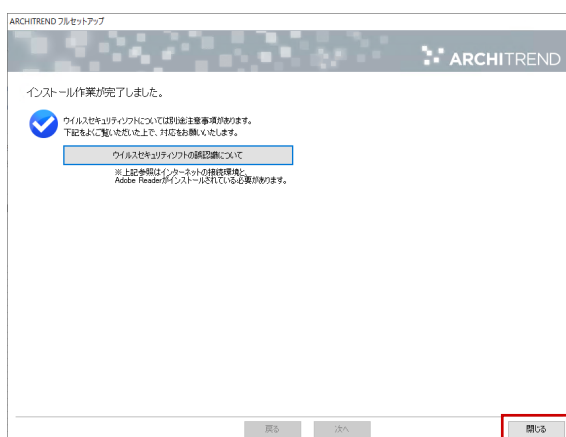 ARCHITREND フルセットアップ
ARCHITREND
インストール作業が完了しました。
ウイルスセキュリティソフトについては別途注意事項があります。
下記をよくご覧いただいた上で、対応をお願いいたします。
ウイルスセキュリティソフトの誤認識について
※上記参照はインターネットの接続環境と、
Adobe Readerがインストールされている必要があります。
戻る 次へ 閉じる